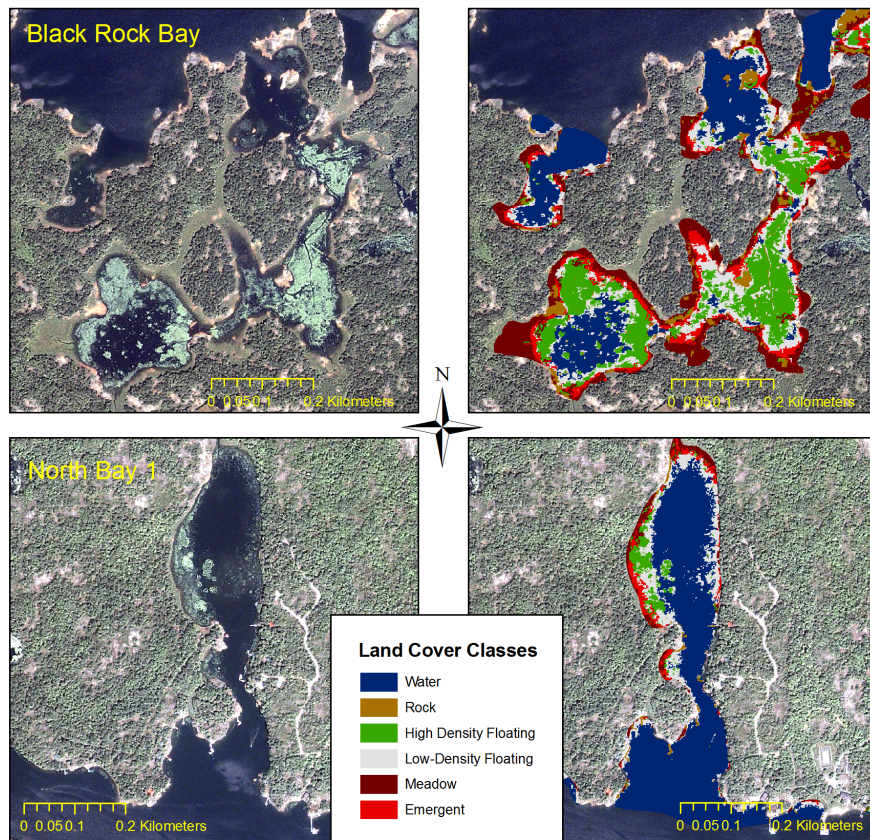 Black Rock Bay
0 0.05 0.1 0.2 Kilometers
0 0.05 0.1 0.2 Kilometers
N
North Bay 1
Land Cover Classes
Water
Rock
High Density Floating
Low-Density Floating
Meadow
Emergent
0 0.05 0.1 0.2 Kilometers
0 0.05 0.1 0.2 Kilometers